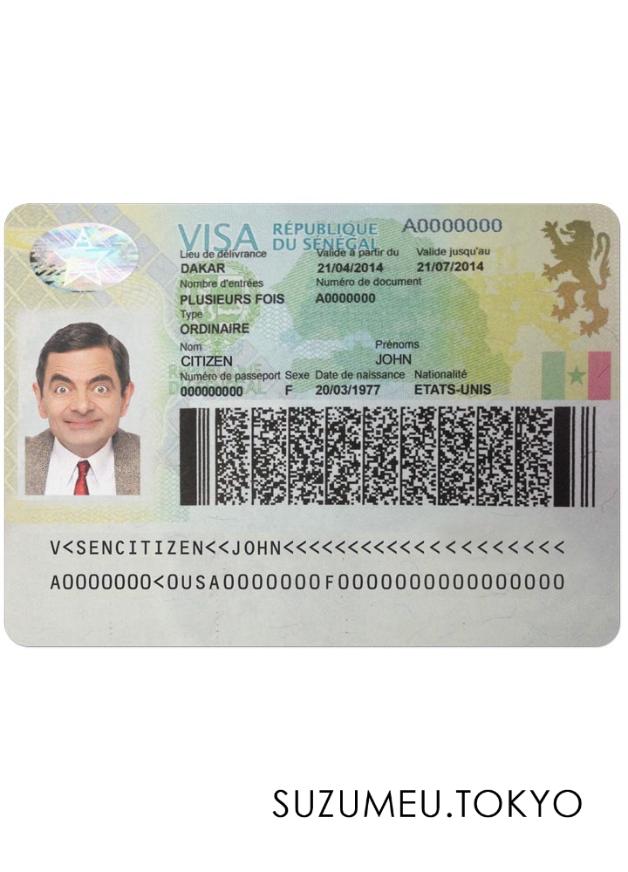 VISA RÉPUBLIQUE DU SÉNÉGAL A0000000
Lieu de délivrance Valide à partir du Valide jusqu'au
DAKAR 21/04/2014 21/07/2014
Nombre d'entrées Numéro de document
PLUSIEURS FOIS A0000000
Type
ORDINAIRE
Nom Prénoms
CITIZEN JOHN
Numéro de passeport Sexe Date de naissance Nationalité
000000000 F 20/03/1977 ETATS-UNIS
V<SENCITIZEN<<JOHN<<<<<<<<<<<<<<<<<<<<<<
A0000000<0USA0000000F0000000000000000
SUZUMEU.TOKYO